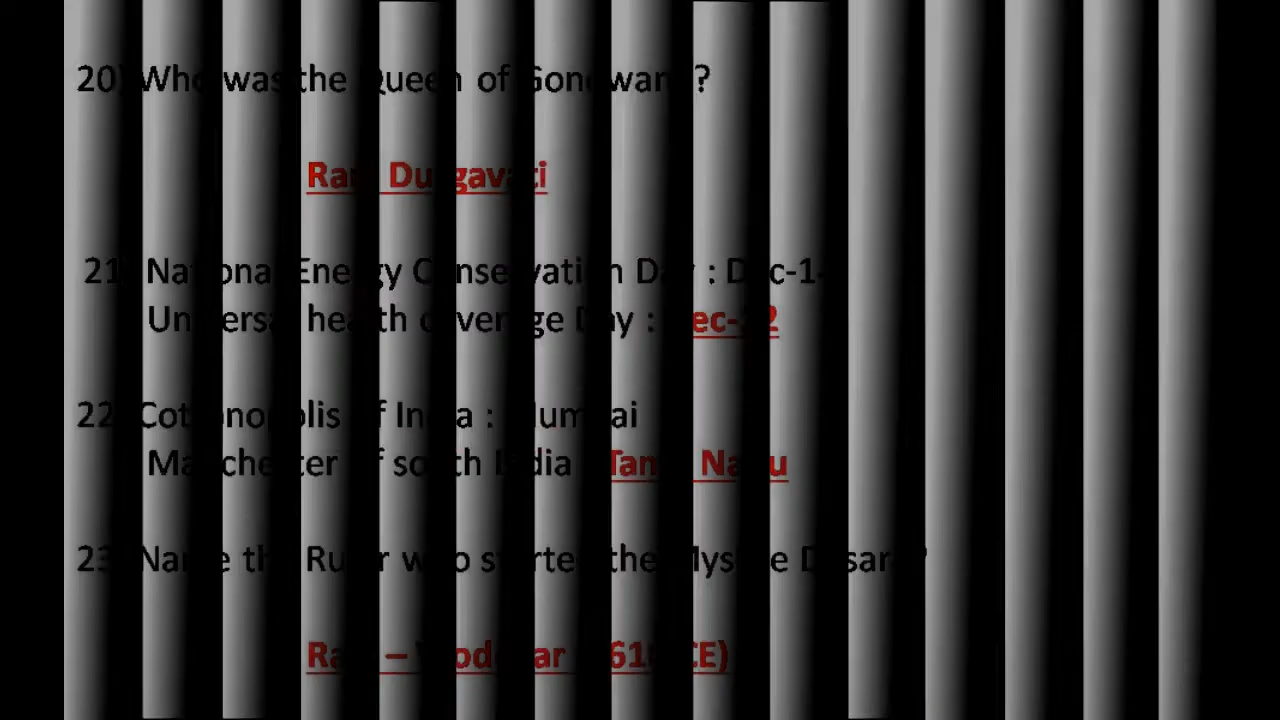 20) Who was the Queen of Gondwana ?
Rani Durgavati
21) National Energy Conservation Day : Dec-14
Universal health coverage Day : Dec-12
22) Cottonopolis of India : Mumbai
Manchester of south India : Tamil Nadu
23) Name the Ruler who started the Mysore Dasara ?
Raja – Wodeyar (1610 CE)